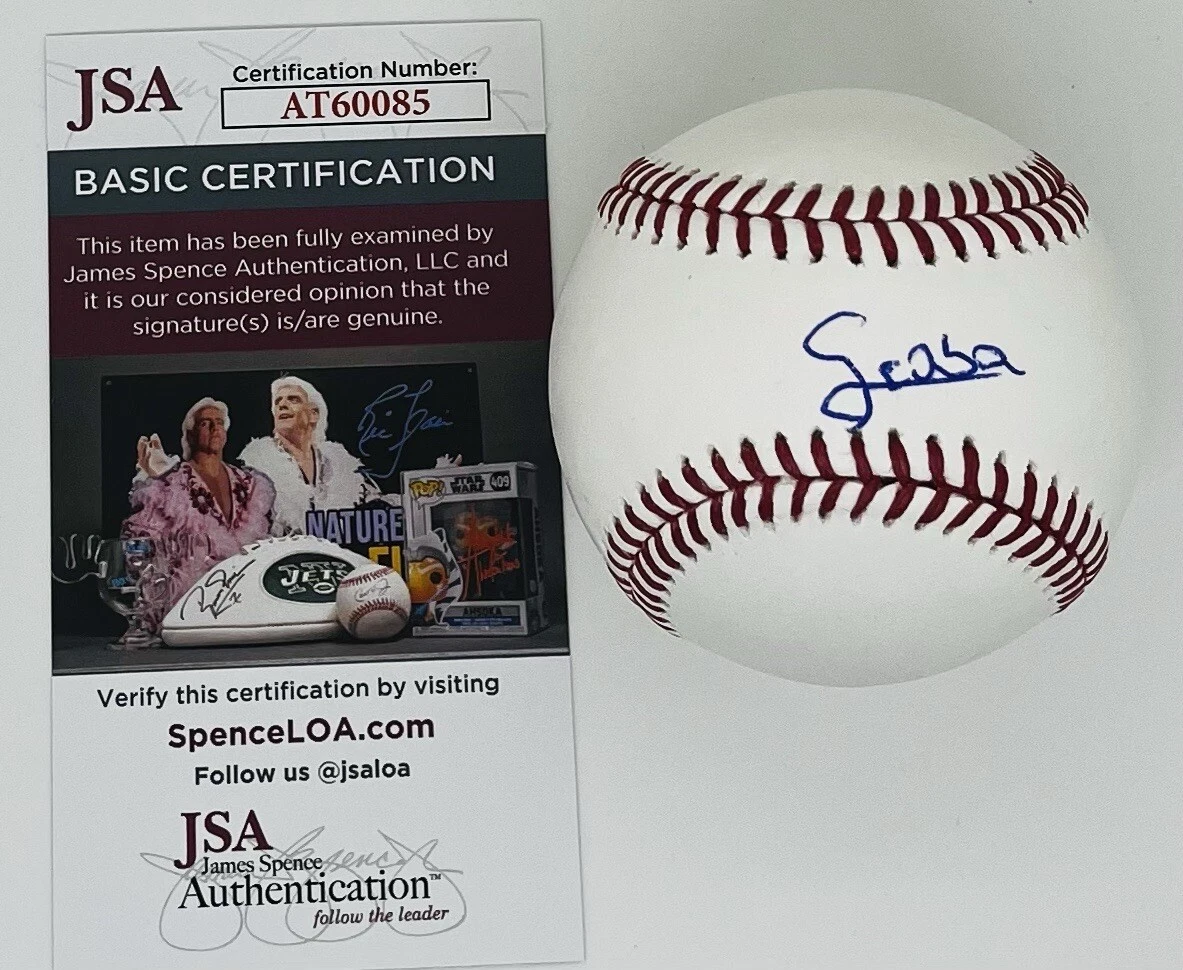 JSA
Certification Number:
AT60085
BASIC CERTIFICATION
This item has been fully examined by
James Spence Authentication, LLC and
it is our considered opinion that the
signature(s) is/are genuine.
NATURE
POP!
STAR
WARS
409
JETS
AHSOKA
Verify this certification by visiting
SpenceLOA.com
Follow us @jsaloa
JSA
James Spence
Authentication™
follow the leader